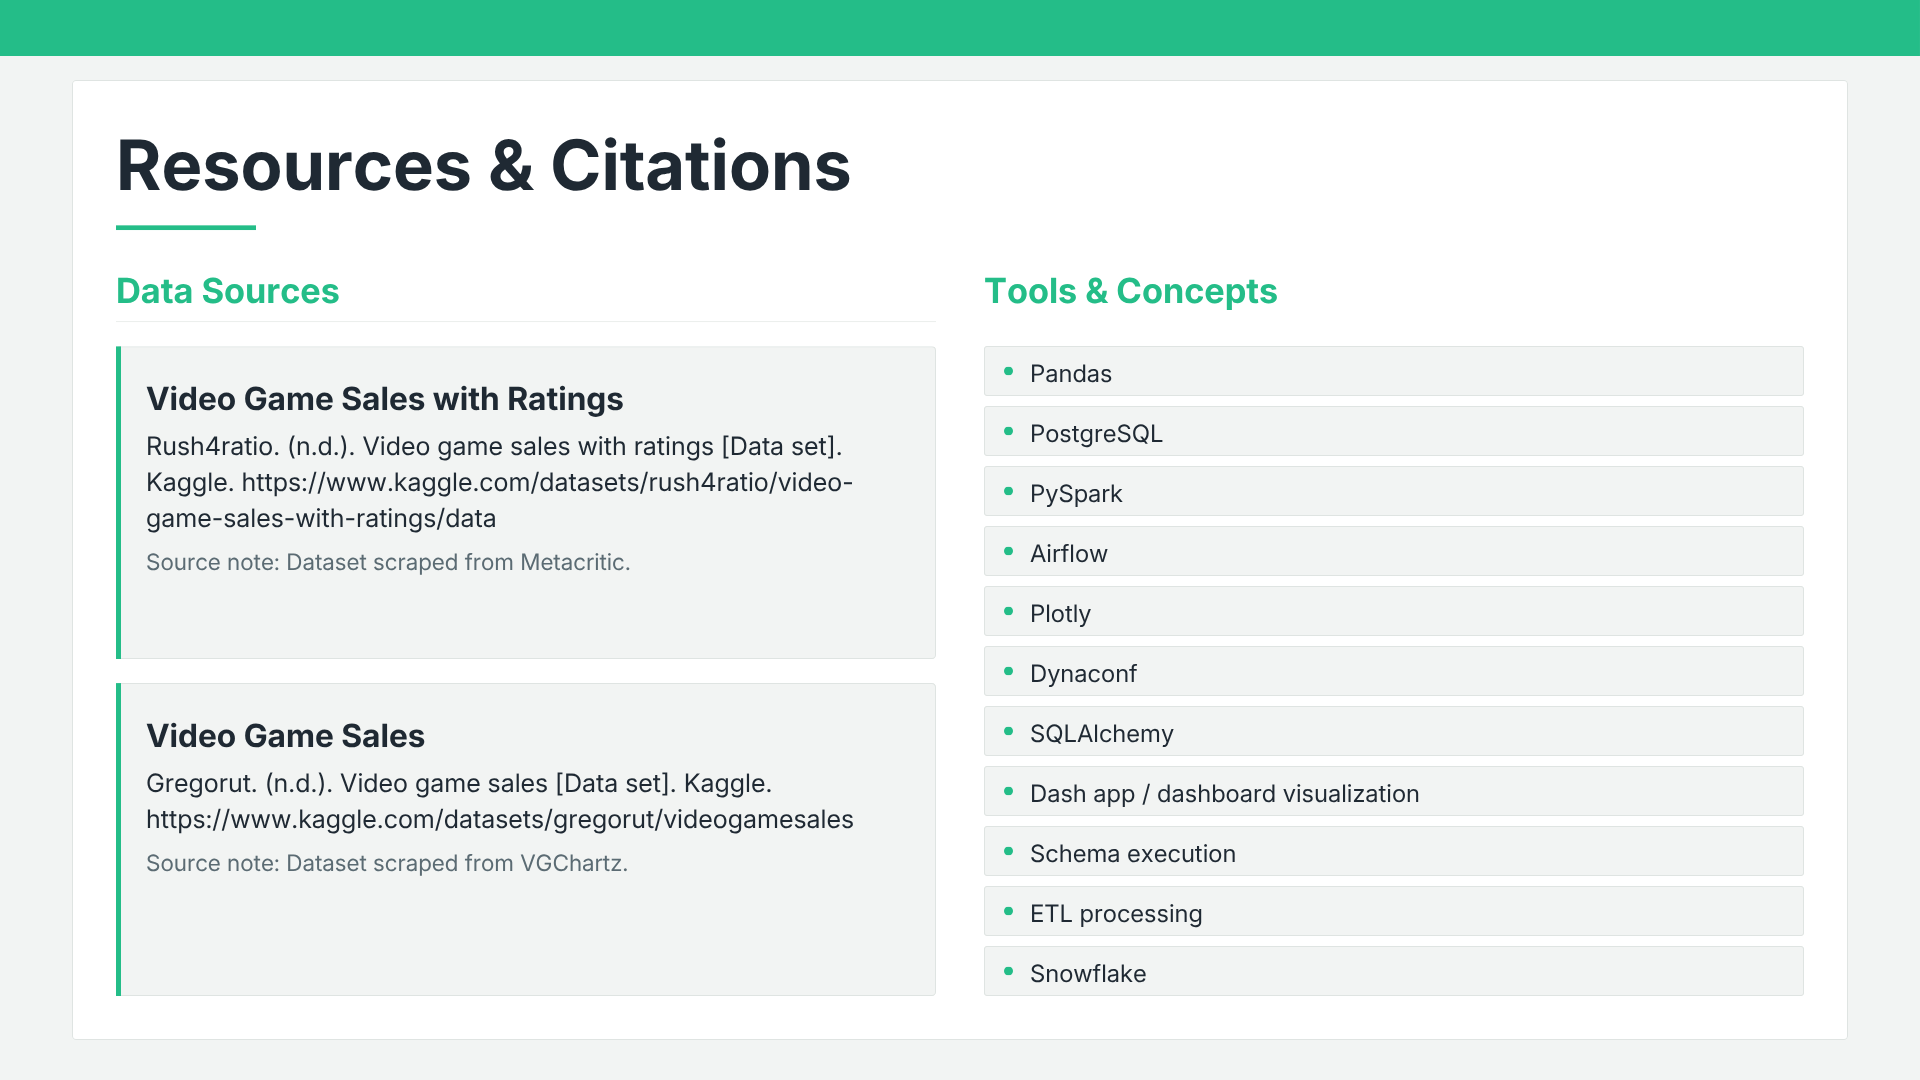 Resources & Citations
Data Sources
Video Game Sales with Ratings
Rush4ratio. (n.d.). Video game sales with ratings [Data set].
Kaggle. https://www.kaggle.com/datasets/rush4ratio/video-
game-sales-with-ratings/data
Source note: Dataset scraped from Metacritic.
Video Game Sales
Gregorut. (n.d.). Video game sales [Data set]. Kaggle.
https://www.kaggle.com/datasets/gregorut/videogamesales
Source note: Dataset scraped from VGChartz.
Tools & Concepts
Pandas
PostgreSQL
PySpark
Airflow
Plotly
Dynaconf
SQLAlchemy
Dash app / dashboard visualization
Schema execution
ETL processing
Snowflake